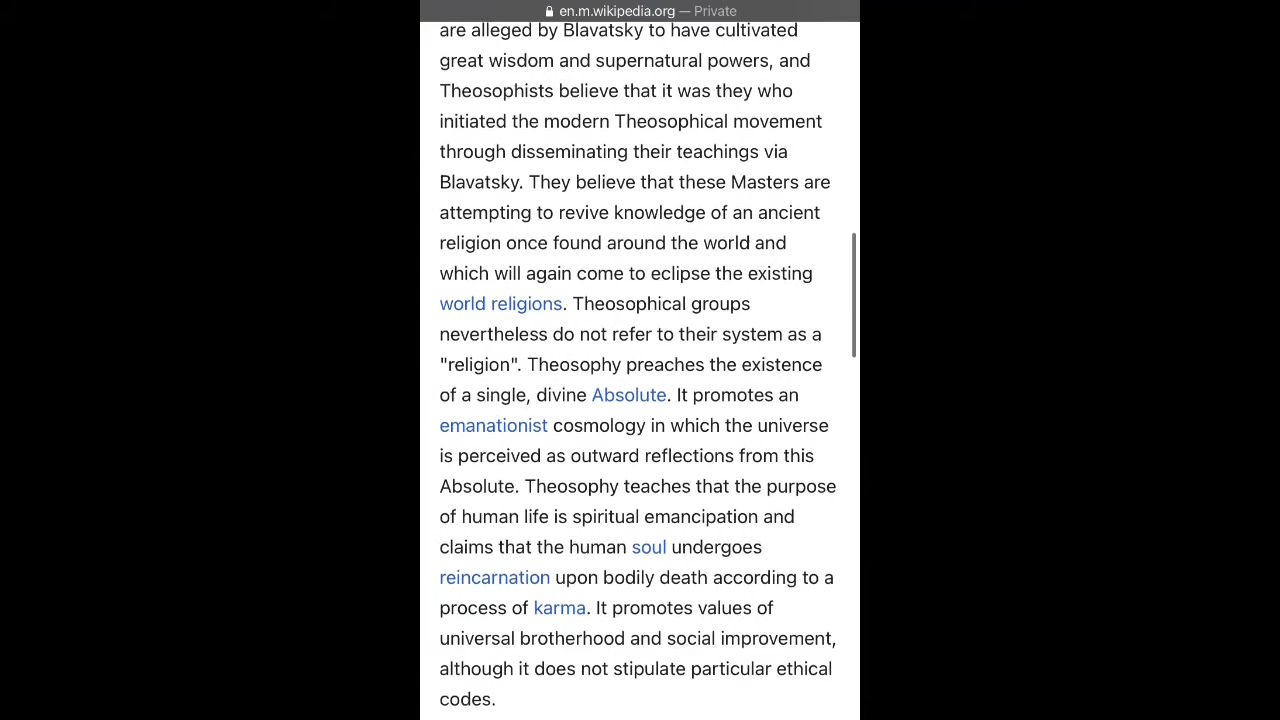 en.m.wikipedia.org — Private
are alleged by Blavatsky to have cultivated
great wisdom and supernatural powers, and
Theosophists believe that it was they who
initiated the modern Theosophical movement
through disseminating their teachings via
Blavatsky. They believe that these Masters are
attempting to revive knowledge of an ancient
religion once found around the world and
which will again come to eclipse the existing
world religions. Theosophical groups
nevertheless do not refer to their system as a
"religion". Theosophy preaches the existence
of a single, divine Absolute. It promotes an
emanationist cosmology in which the universe
is perceived as outward reflections from this
Absolute. Theosophy teaches that the purpose
of human life is spiritual emancipation and
claims that the human soul undergoes
reincarnation upon bodily death according to a
process of karma. It promotes values of
universal brotherhood and social improvement,
although it does not stipulate particular ethical
codes.